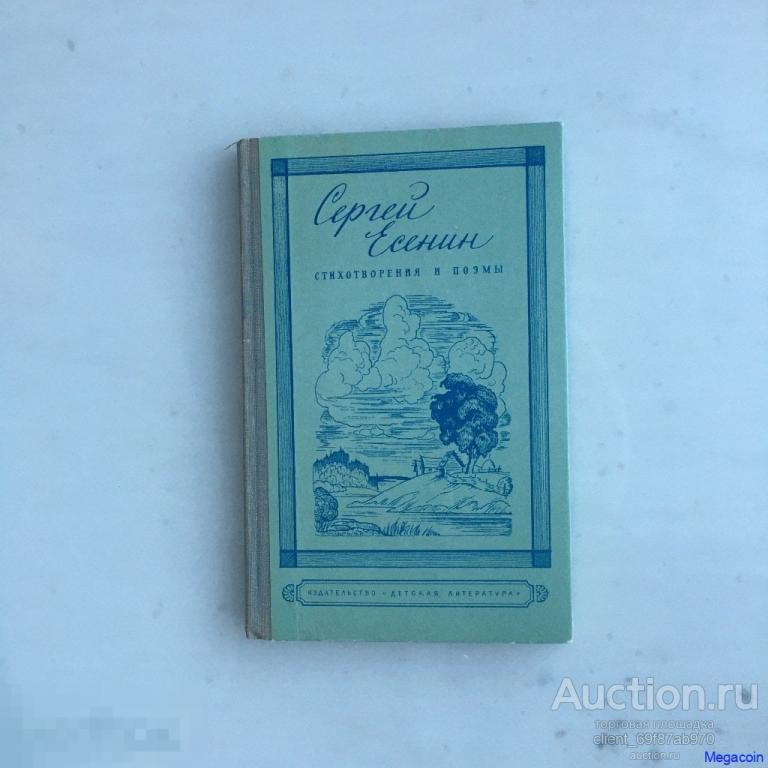 Сергей
Есенин
СТИХОТВОРЕНИЯ И ПОЭМЫ
ИЗДАТЕЛЬСТВО «ДЕТСКАЯ ЛИТЕРАТУРА»
Auction.ru
торговая площадка
client_69f87ab970
auction.ru
Megacoin